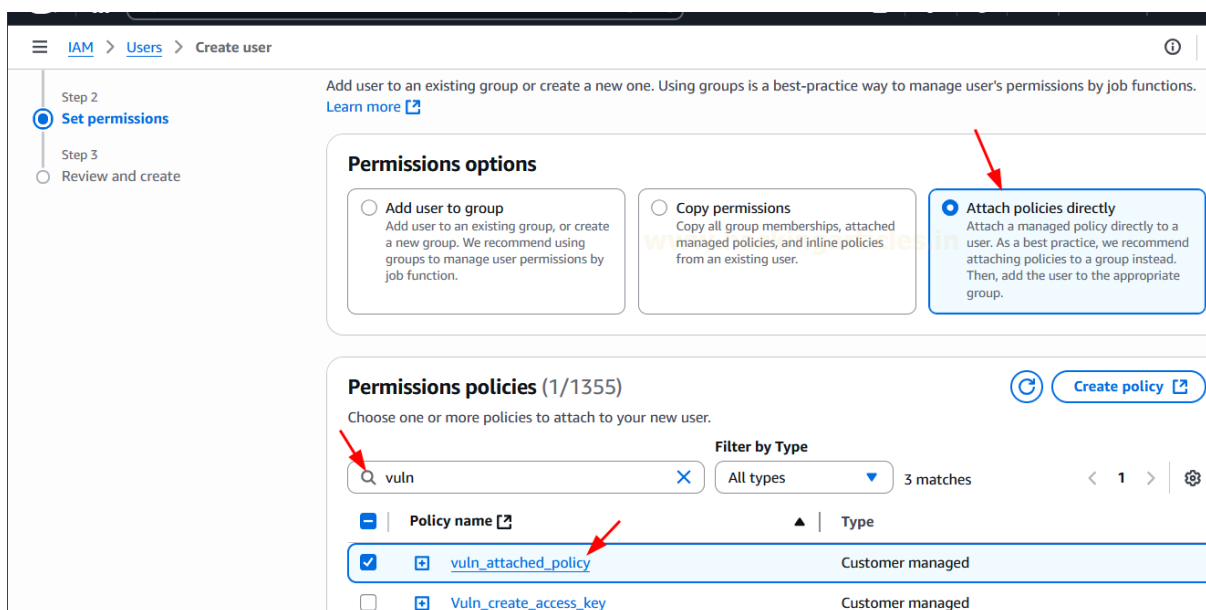 IAM > Users > Create user
Step 2
Set permissions
Step 3
Review and create
Add user to an existing group or create a new one. Using groups is a best-practice way to manage user's permissions by job functions.
Learn more
Permissions options
Add user to group
Add user to an existing group, or create
a new group. We recommend using
groups to manage user permissions by
job function.
Copy permissions
Copy all group memberships, attached
managed policies, and inline policies
from an existing user.
Attach policies directly
Attach a managed policy directly to a
user. As a best practice, we recommend
attaching policies to a group instead.
Then, add the user to the appropriate
group.
Permissions policies (1/1355)
Create policy
Choose one or more policies to attach to your new user.
Filter by Type
vuln
All types
3 matches
1
Policy name
Type
vuln_attached_policy
Customer managed
Vuln_create_access_key
Customer managed